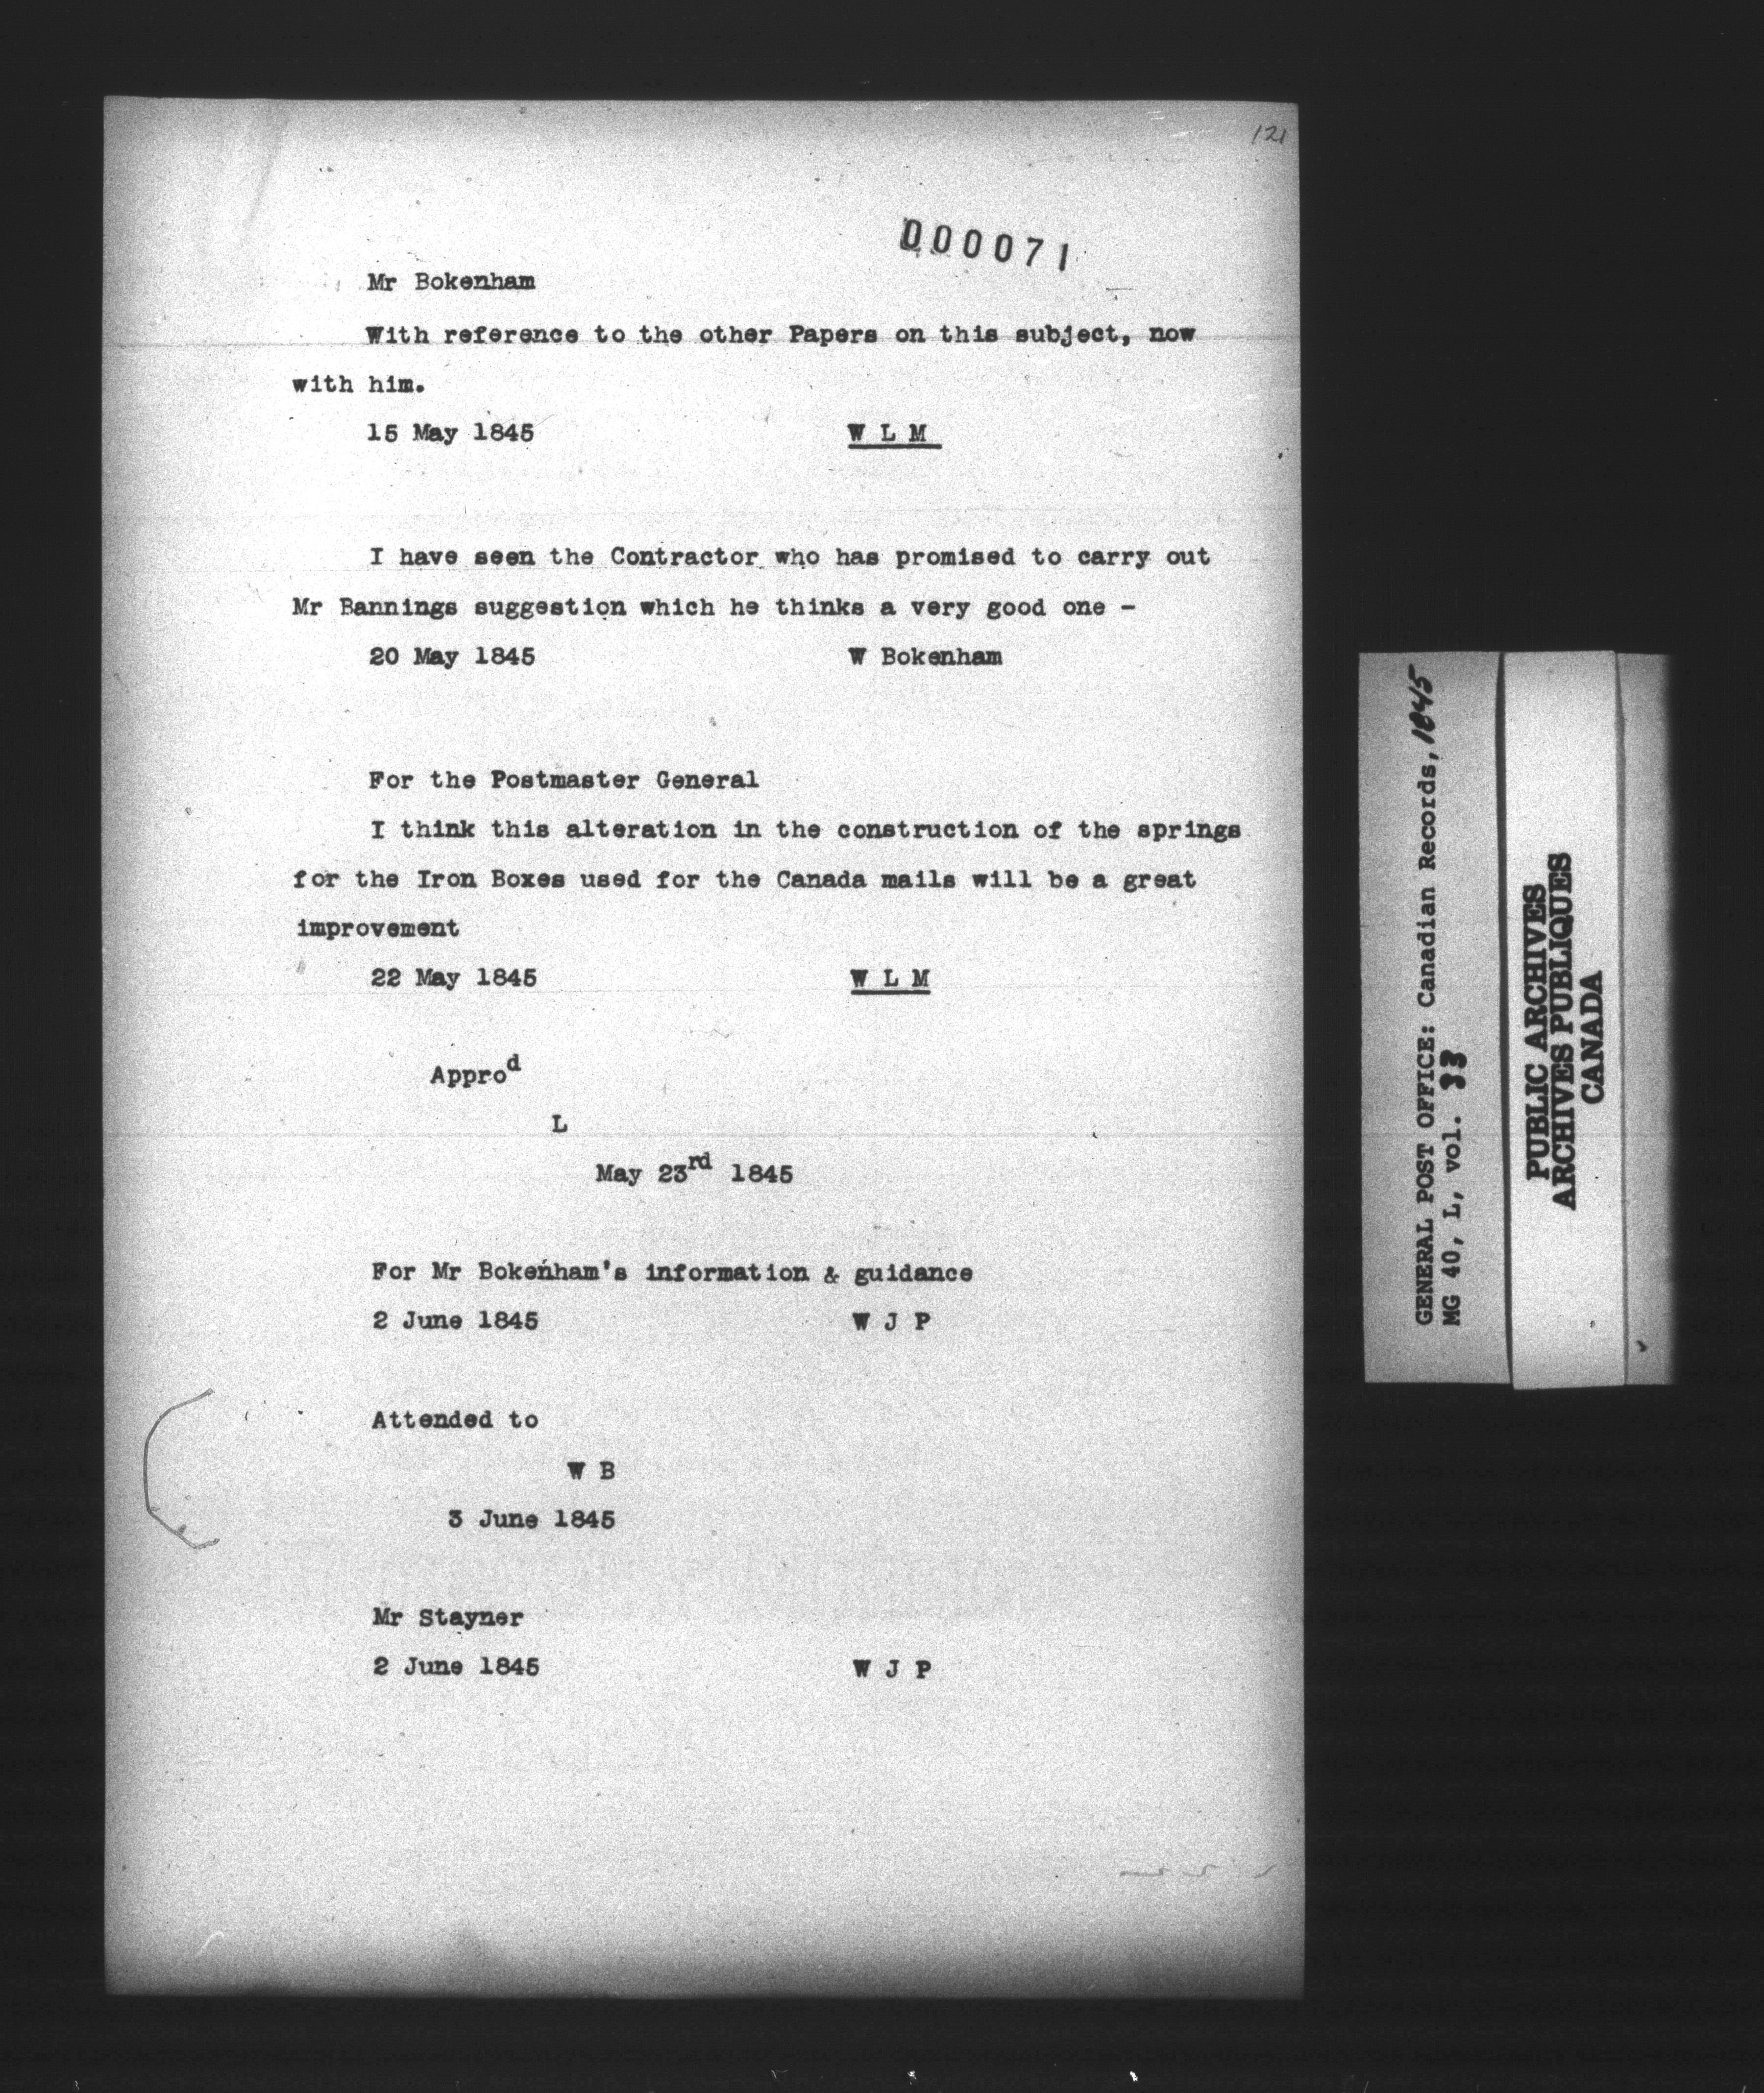 121
000071
Mr Bokenham
With reference to the other Papers on this subject, now
with him.
15 May 1845 W L M
I have seen the Contractor who has promised to carry out
Mr Bannings suggestion which he thinks a very good one -
20 May 1845 W Bokenham
For the Postmaster General
I think this alteration in the construction of the springs
for the Iron Boxes used for the Canada mails will be a great
improvement
22 May 1845 W L M
Appro^d
L
May 23^rd 1845
For Mr Bokenham's information & guidance
2 June 1845 W J P
Attended to
W B
3 June 1845
Mr Stayner
2 June 1845 W J P
GENERAL POST OFFICE: Canadian Records, 1845
MG 40, L, vol. 33
PUBLIC ARCHIVES
ARCHIVES PUBLIQUES
CANADA